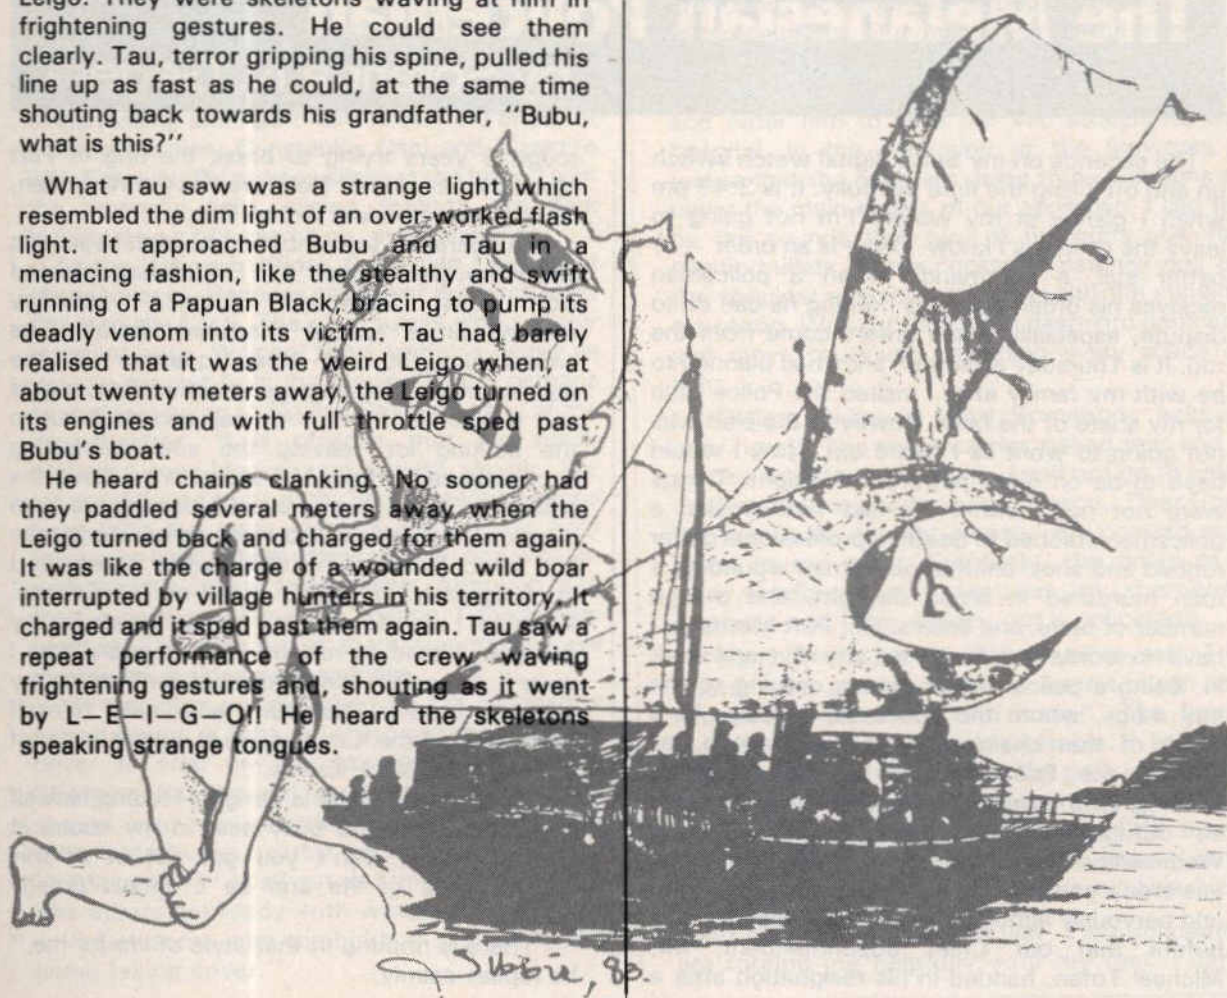 Leigo. They were skeletons waving at him in
frightening gestures. He could see them
clearly. Tau, terror gripping his spine, pulled his
line up as fast as he could, at the same time
shouting back towards his grandfather, "Bubu,
what is this?"
What Tau saw was a strange light which
resembled the dim light of an over-worked flash
light. It approached Bubu and Tau in a
menacing fashion, like the stealthy and swift
running of a Papuan Black, bracing to pump its
deadly venom into its victim. Tau had barely
realised that it was the weird Leigo when, at
about twenty meters away, the Leigo turned on
its engines and with full throttle sped past
Bubu's boat.
He heard chains clanking. No sooner had
they paddled several meters away when the
Leigo turned back and charged for them again.
It was like the charge of a wounded wild boar
interrupted by village hunters in his territory. It
charged and it sped past them again. Tau saw a
repeat performance of the crew waving
frightening gestures and, shouting as it went
by L—E—I—G—O!! He heard the skeletons
speaking strange tongues.